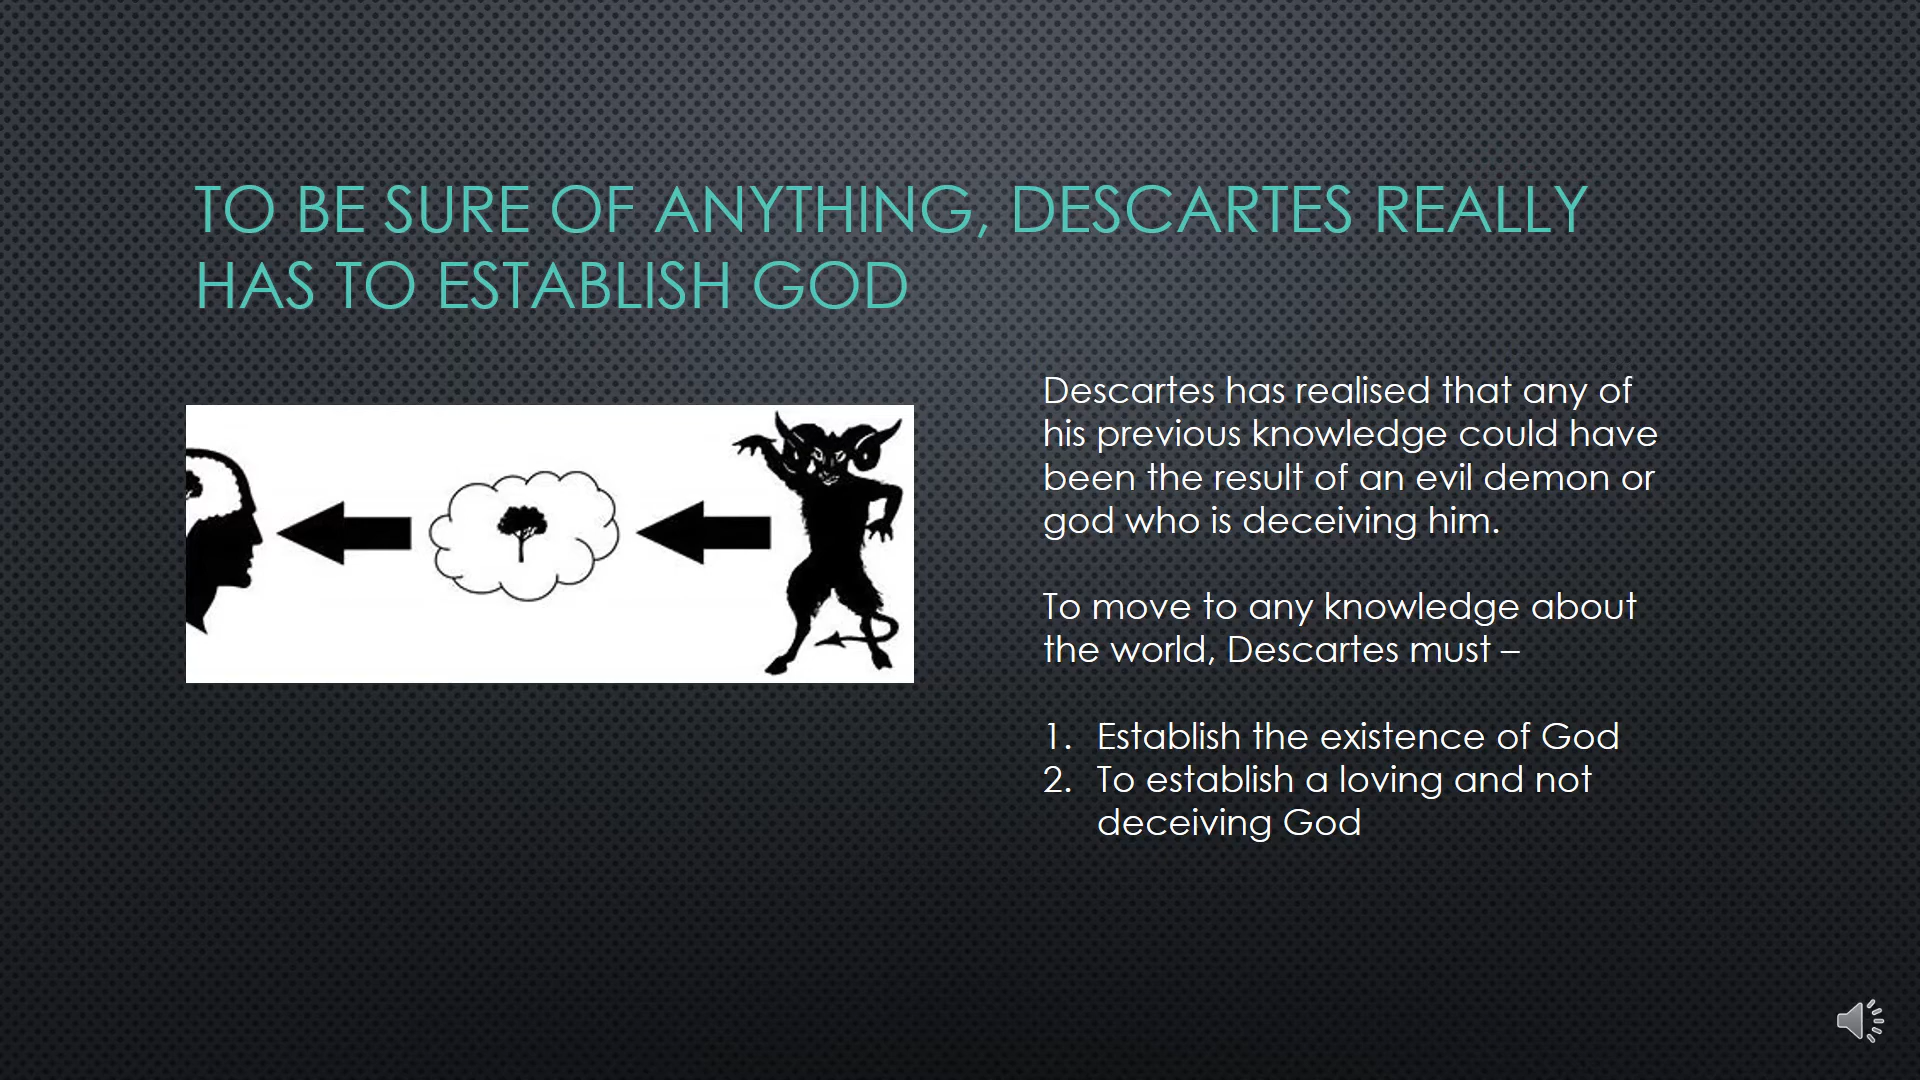 TO BE SURE OF ANYTHING, DESCARTES REALLY
HAS TO ESTABLISH GOD
Descartes has realised that any of
his previous knowledge could have
been the result of an evil demon or
god who is deceiving him.
To move to any knowledge about
the world, Descartes must –
1. Establish the existence of God
2. To establish a loving and not
deceiving God